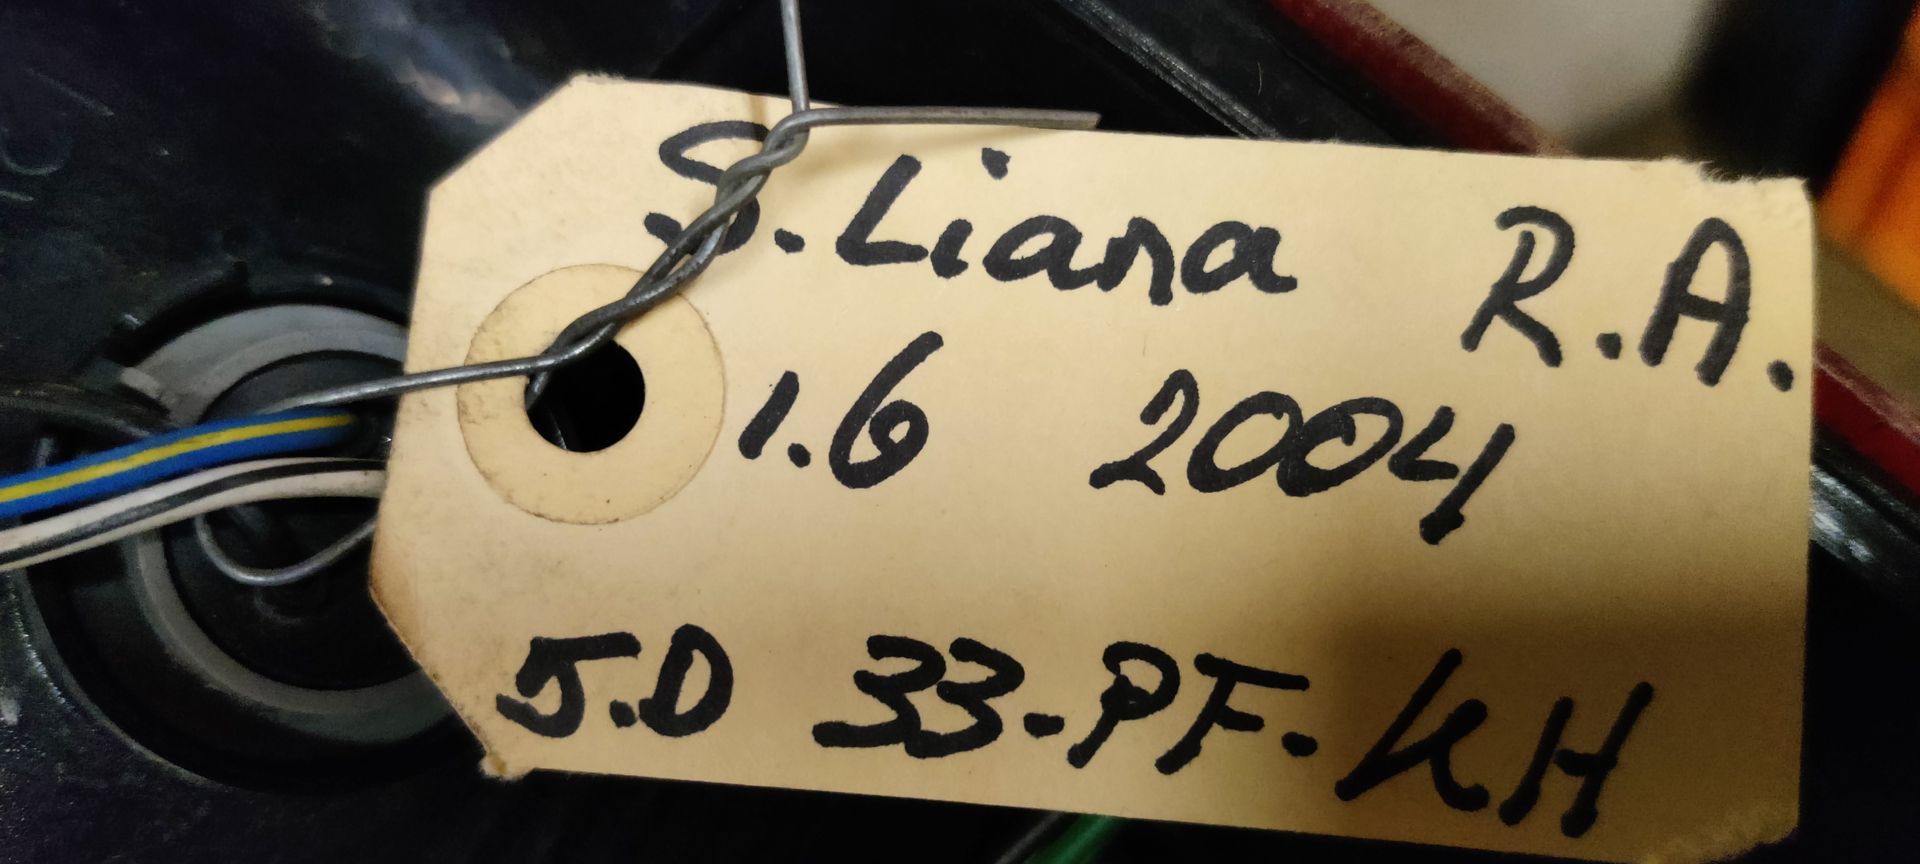 S. Liana R.A.
1.6 2004
5.D 33-PF-KH